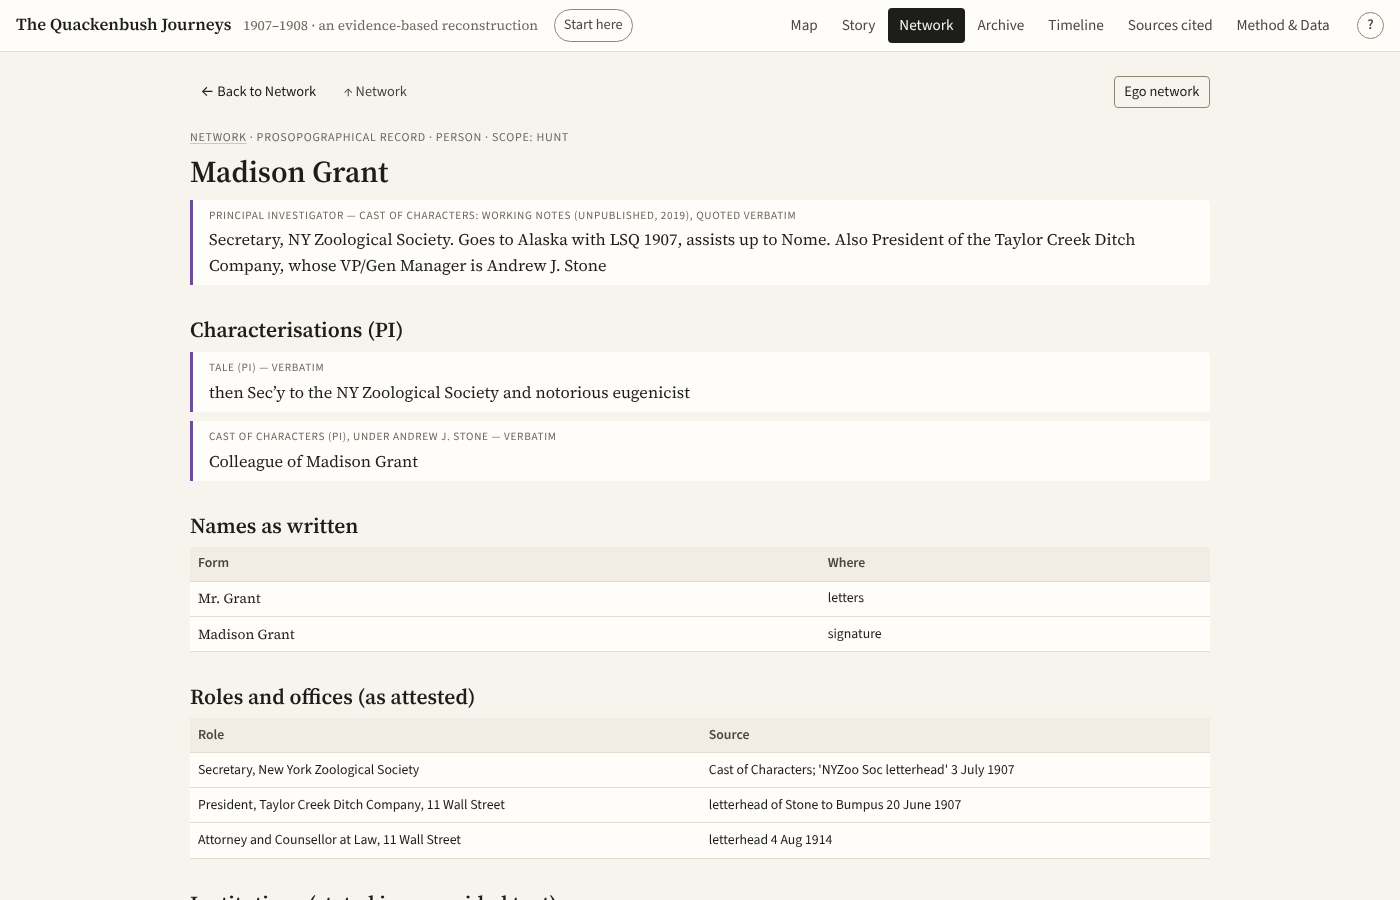 The Quackenbush Journeys 1907–1908 · an evidence-based reconstruction Start here Map Story Network Archive Timeline Sources cited Method & Data ?
← Back to Network ↑ Network Ego network
NETWORK · PROSOPOGRAPHICAL RECORD · PERSON · SCOPE: HUNT
Madison Grant
PRINCIPAL INVESTIGATOR — CAST OF CHARACTERS: WORKING NOTES (UNPUBLISHED, 2019), QUOTED VERBATIM
Secretary, NY Zoological Society. Goes to Alaska with LSQ 1907, assists up to Nome. Also President of the Taylor Creek Ditch
Company, whose VP/Gen Manager is Andrew J. Stone
Characterisations (PI)
TALE (PI) — VERBATIM
then Sec’y to the NY Zoological Society and notorious eugenicist
CAST OF CHARACTERS (PI), UNDER ANDREW J. STONE — VERBATIM
Colleague of Madison Grant
Names as written
Form Where
Mr. Grant letters
Madison Grant signature
Roles and offices (as attested)
Role Source
Secretary, New York Zoological Society Cast of Characters; 'NYZoo Soc letterhead' 3 July 1907
President, Taylor Creek Ditch Company, 11 Wall Street letterhead of Stone to Bumpus 20 June 1907
Attorney and Counsellor at Law, 11 Wall Street letterhead 4 Aug 1914